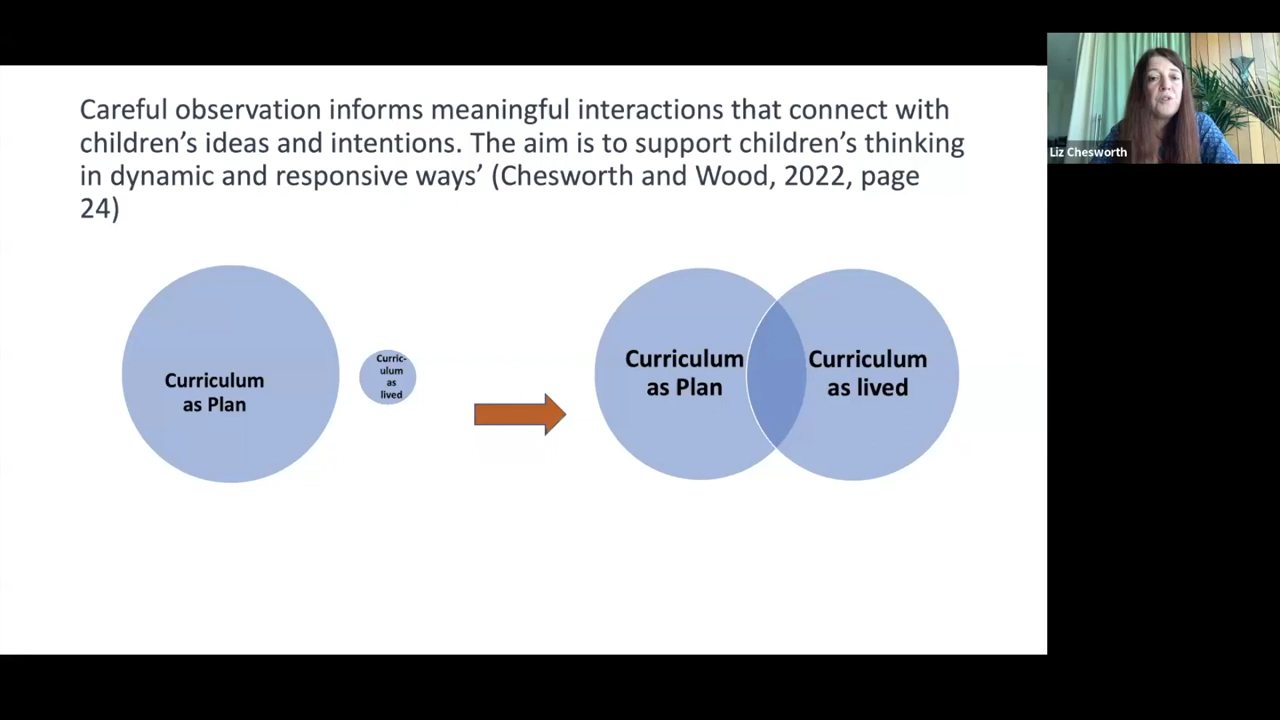 Careful observation informs meaningful interactions that connect with
children’s ideas and intentions. The aim is to support children’s thinking
in dynamic and responsive ways’ (Chesworth and Wood, 2022, page
24)
Liz Chesworth
Curriculum
as Plan
Curric-
ulum
as
lived
Curriculum
as Plan
Curriculum
as lived